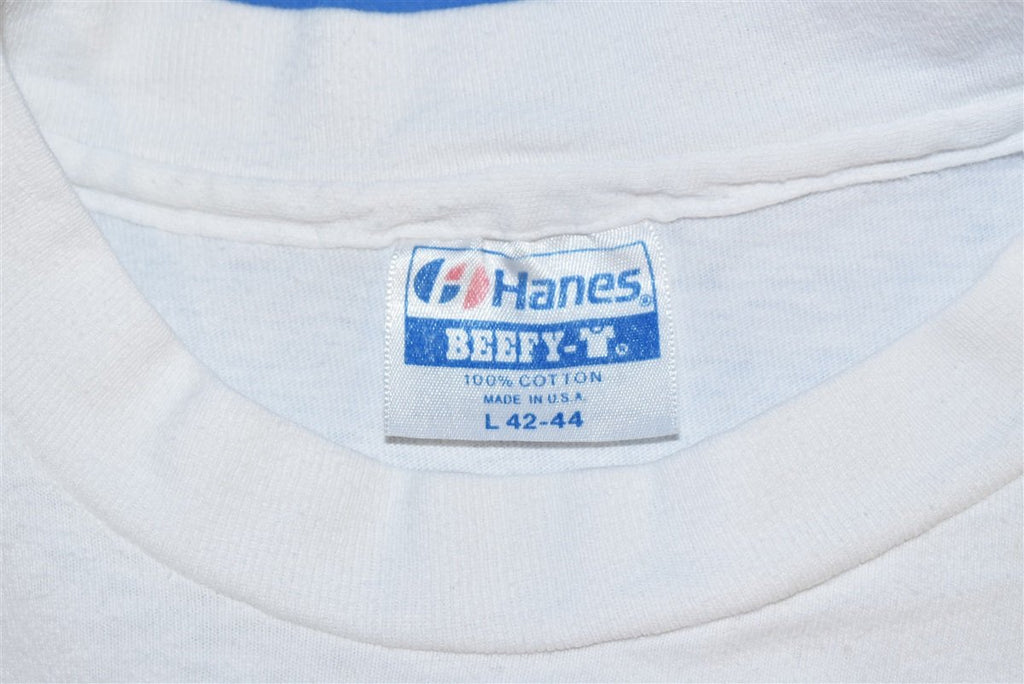 Hanes®
BEEFY-T®
100% COTTON
MADE IN U.S.A.
L 42-44